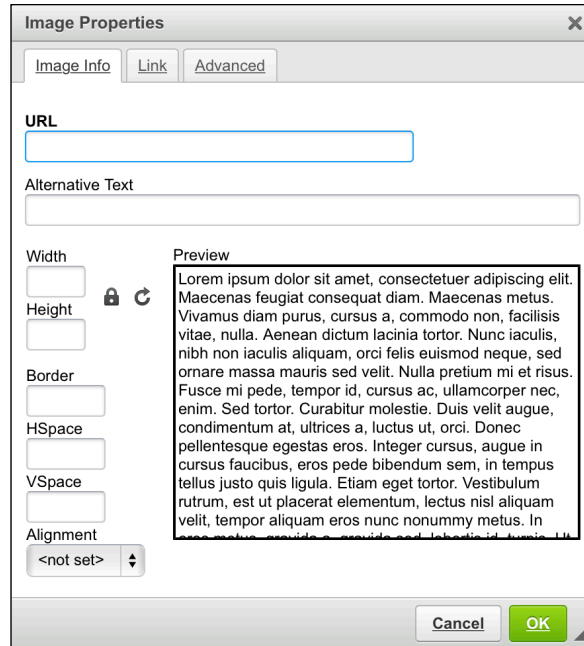 Image Properties
Image Info
Link
Advanced
URL
Alternative Text
Width
Height
Border
HSpace
VSpace
Alignment
<not set>
Preview
Lorem ipsum dolor sit amet, consectetuer adipiscing elit.
Maecenas feugiat consequat diam. Maecenas metus.
Vivamus diam purus, cursus a, commodo non, facilisis
vitae, nulla. Aenean dictum lacinia tortor. Nunc iaculis,
nibh non iaculis aliquam, orci felis euismod neque, sed
ornare massa mauris sed velit. Nulla pretium mi et risus.
Fusce mi pede, tempor id, cursus ac, ullamcorper nec,
enim. Sed tortor. Curabitur molestie. Duis velit augue,
condimentum at, ultrices a, luctus ut, orci. Donec
pellentesque egestas eros. Integer cursus, augue in
cursus faucibus, eros pede bibendum sem, in tempus
tellus justo quis ligula. Etiam eget tortor. Vestibulum
rutrum, est ut placerat elementum, lectus nisl aliquam
velit, tempor aliquam eros nunc nonummy metus. In
Cancel
OK